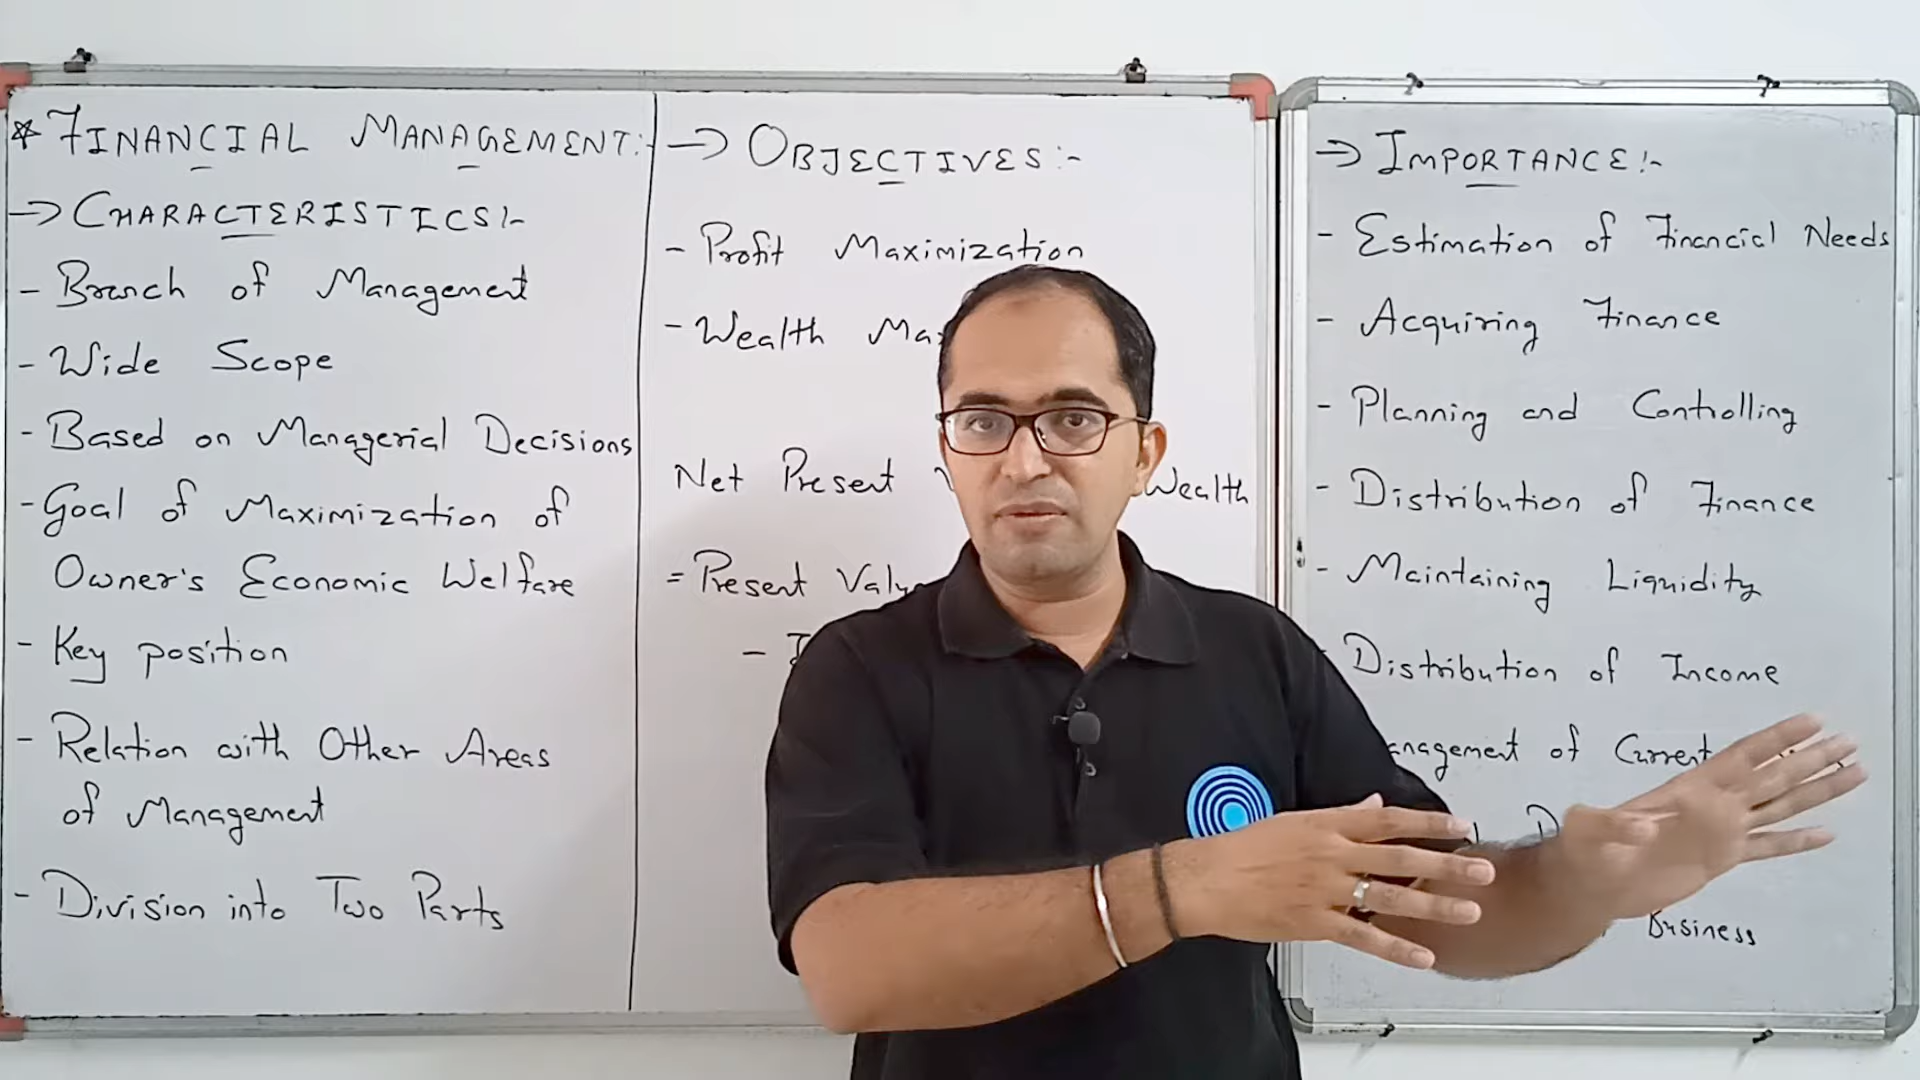 * FINANCIAL MANAGEMENT:-
→ CHARACTERISTICS:-
- Branch of Management
- Wide Scope
- Based on Managerial Decisions
- Goal of Maximization of
Owner's Economic Welfare
- Key position
- Relation with Other Areas
of Management
- Division into Two Parts
→ OBJECTIVES:-
- Profit Maximization
- Wealth
Net Present Wealth
= Present
-
→ IMPORTANCE:-
- Estimation of Financial Needs
- Acquiring Finance
- Planning and Controlling
- Distribution of Finance
- Maintaining Liquidity
Distribution of Income
of Current
Business